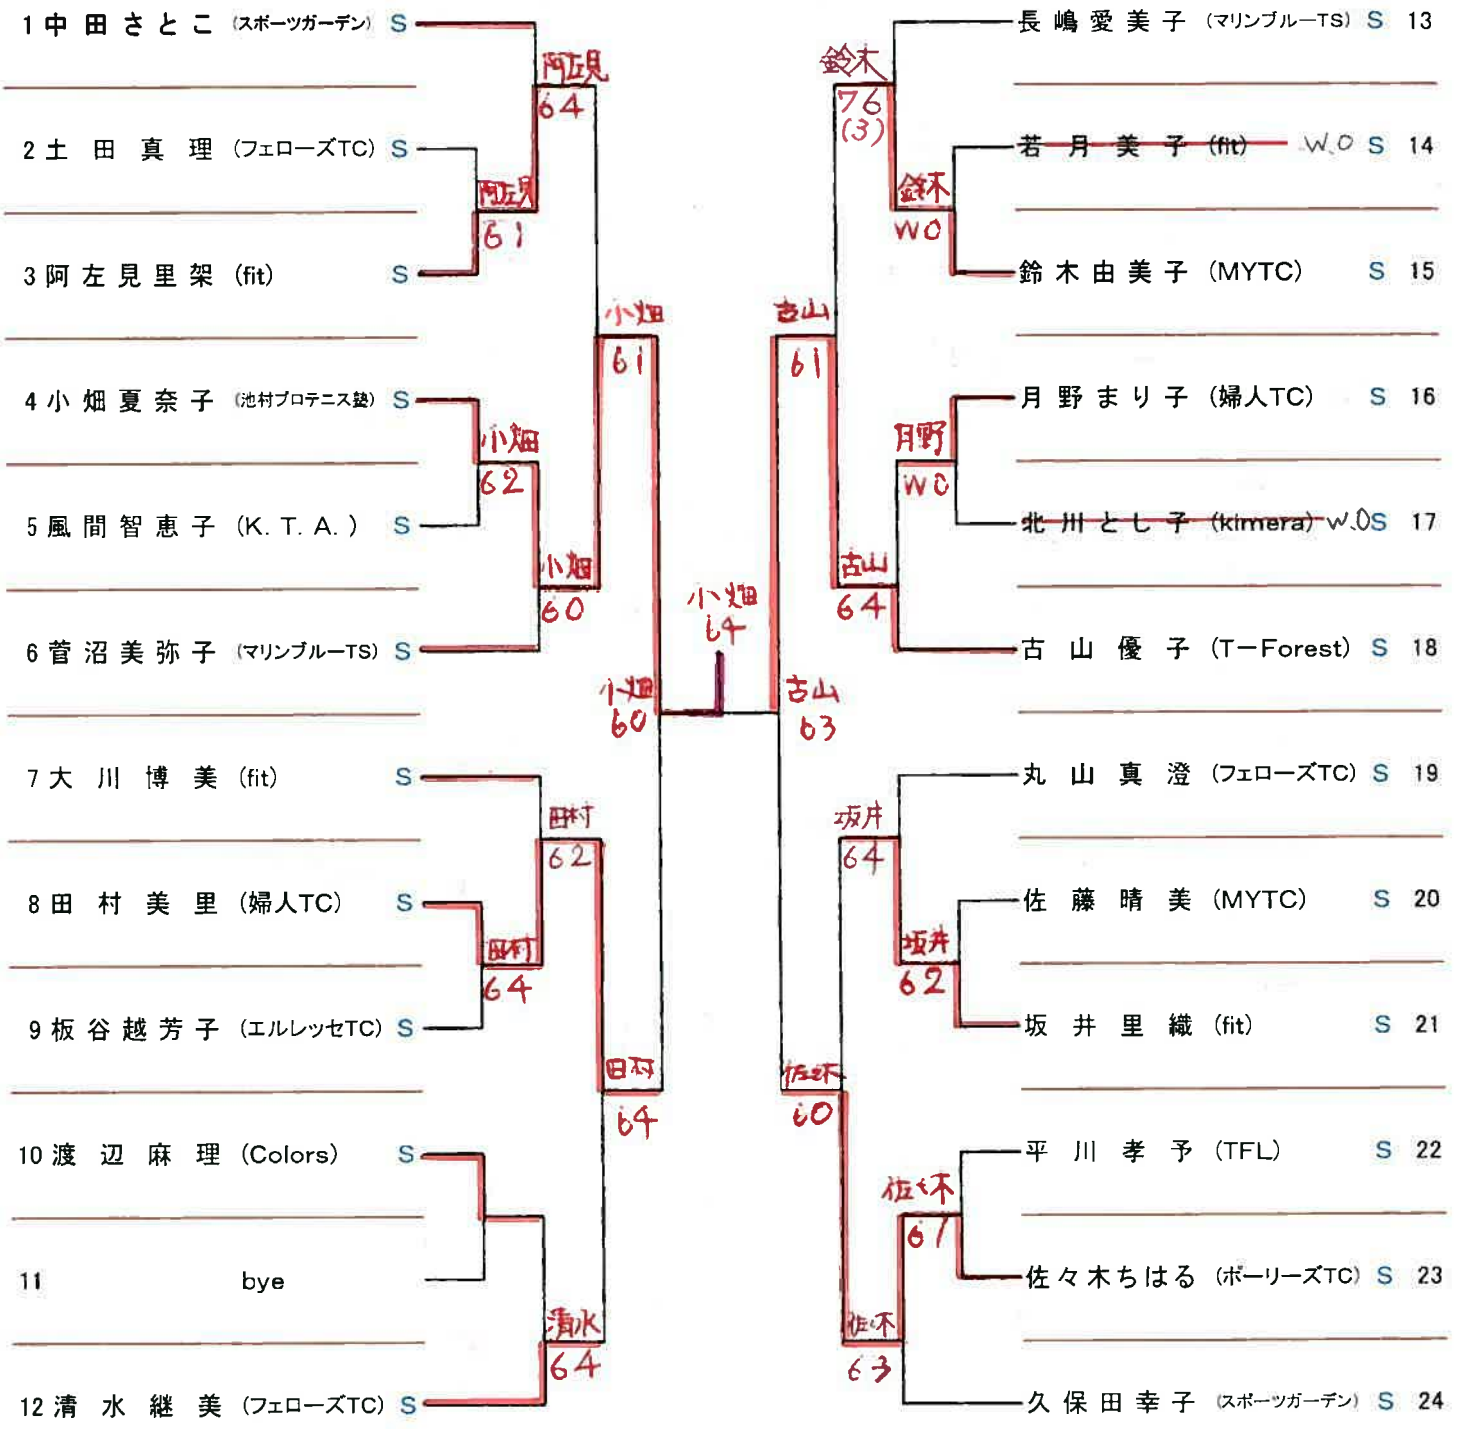 1 中田さとこ (スポーツガーデン) S
阿左見
64
2 土田真理 (フェローズTC) S
阿左見
61
3 阿左見里架 (fit) S
小畑
61
4 小畑夏奈子 (池村プロテニス塾) S
小畑
62
5 風間智恵子 (K.T.A.) S
小畑
60
6 菅沼美弥子 (マリンブルーTS) S
小畑
60
7 大川博美 (fit) S
田村
62
8 田村美里 (婦人TC) S
田村
64
9 板谷越芳子 (エルレッセTC) S
田村
64
10 渡辺麻理 (Colors) S
11 bye
清水
64
12 清水継美 (フェローズTC) S
小畑
64
長嶋愛美子 (マリンブルーTS) S 13
鈴木
76
(3)
若月美子 (fit) W.O S 14
鈴木
W0
鈴木由美子 (MYTC) S 15
古山
61
月野まり子 (婦人TC) S 16
月野
W0
北川とし子 (kimera) W.O S 17
古山
64
古山優子 (T-Forest) S 18
古山
63
丸山真澄 (フェローズTC) S 19
坂井
64
佐藤晴美 (MYTC) S 20
坂井
62
坂井里織 (fit) S 21
佐々木
60
平川孝予 (TFL) S 22
佐々木
61
佐々木ちはる (ポーリーズTC) S 23
佐々木
63
久保田幸子 (スポーツガーデン) S 24